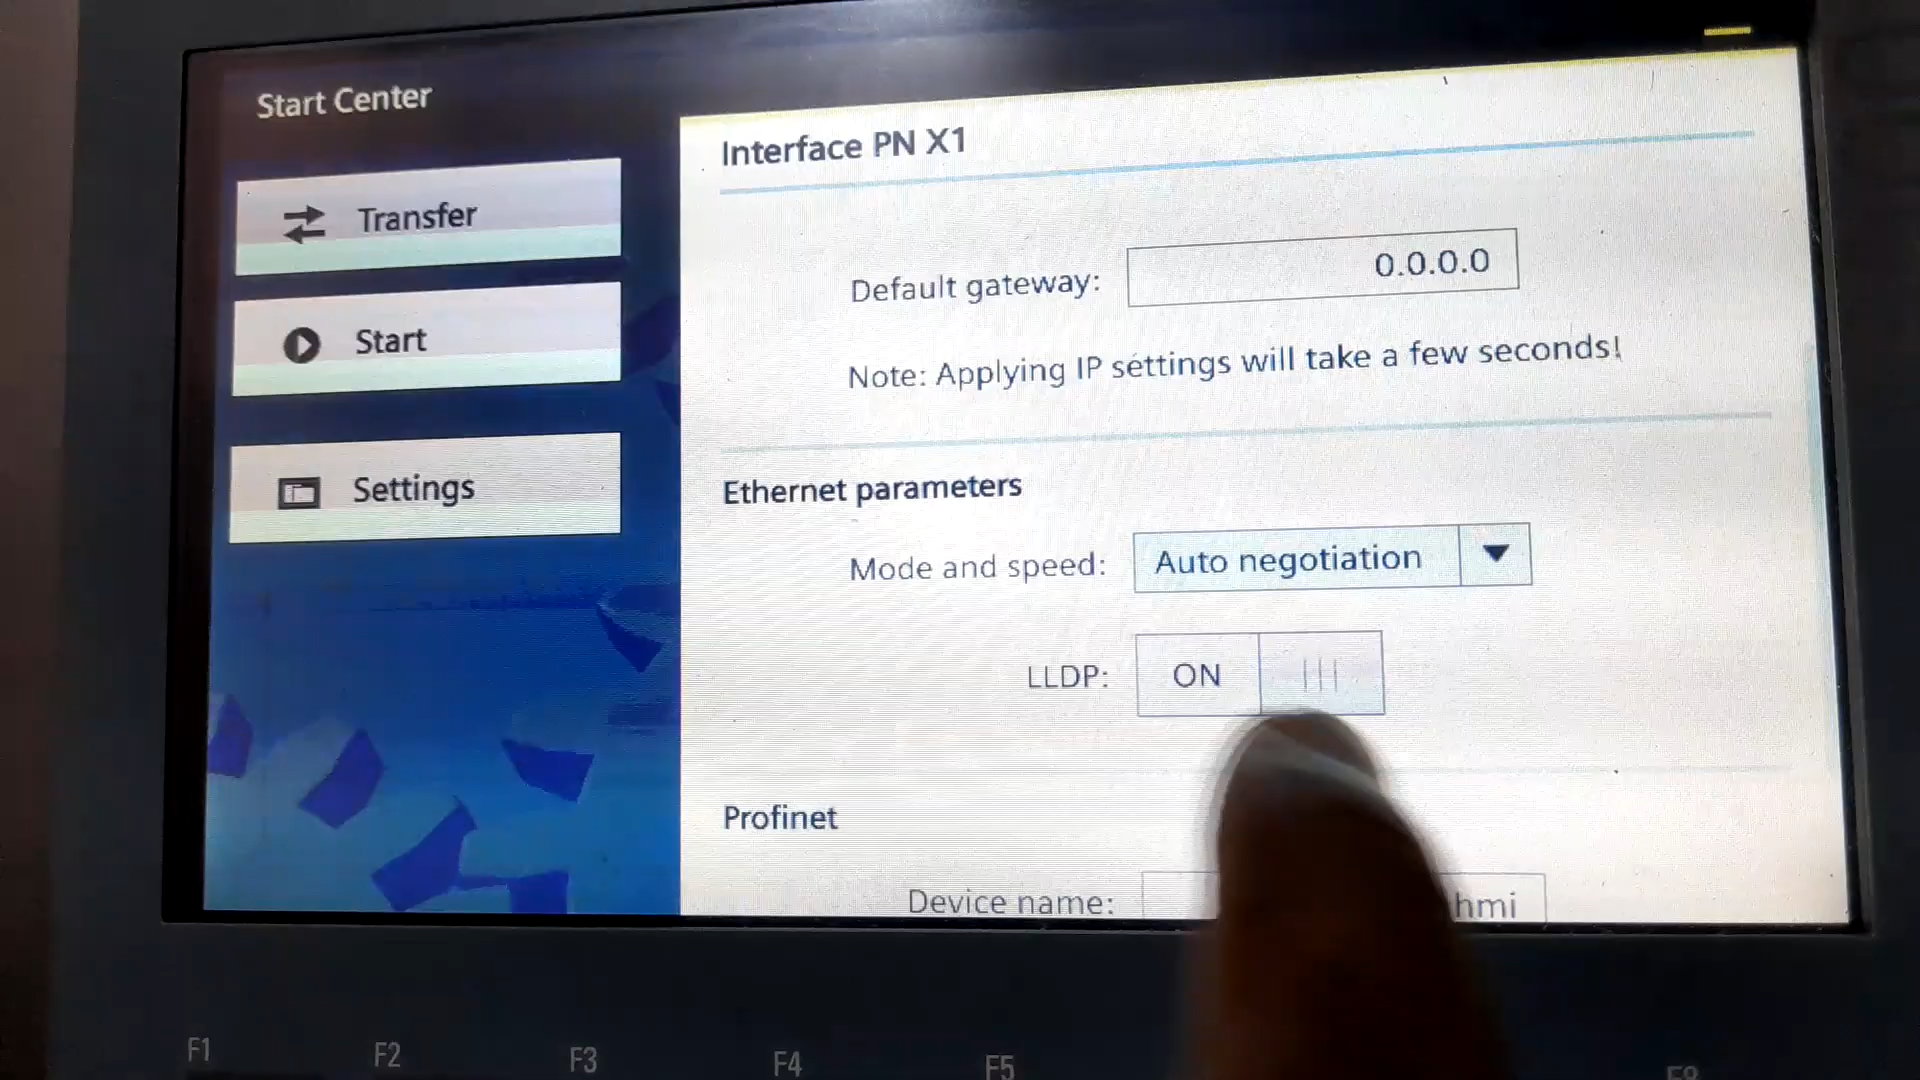 Start Center
Transfer
Start
Settings
Interface PN X1
Default gateway: 0.0.0.0
Note: Applying IP settings will take a few seconds!
Ethernet parameters
Mode and speed: Auto negotiation
LLDP: ON
Profinet
Device name: hmi
F1 F2 F3 F4 F5